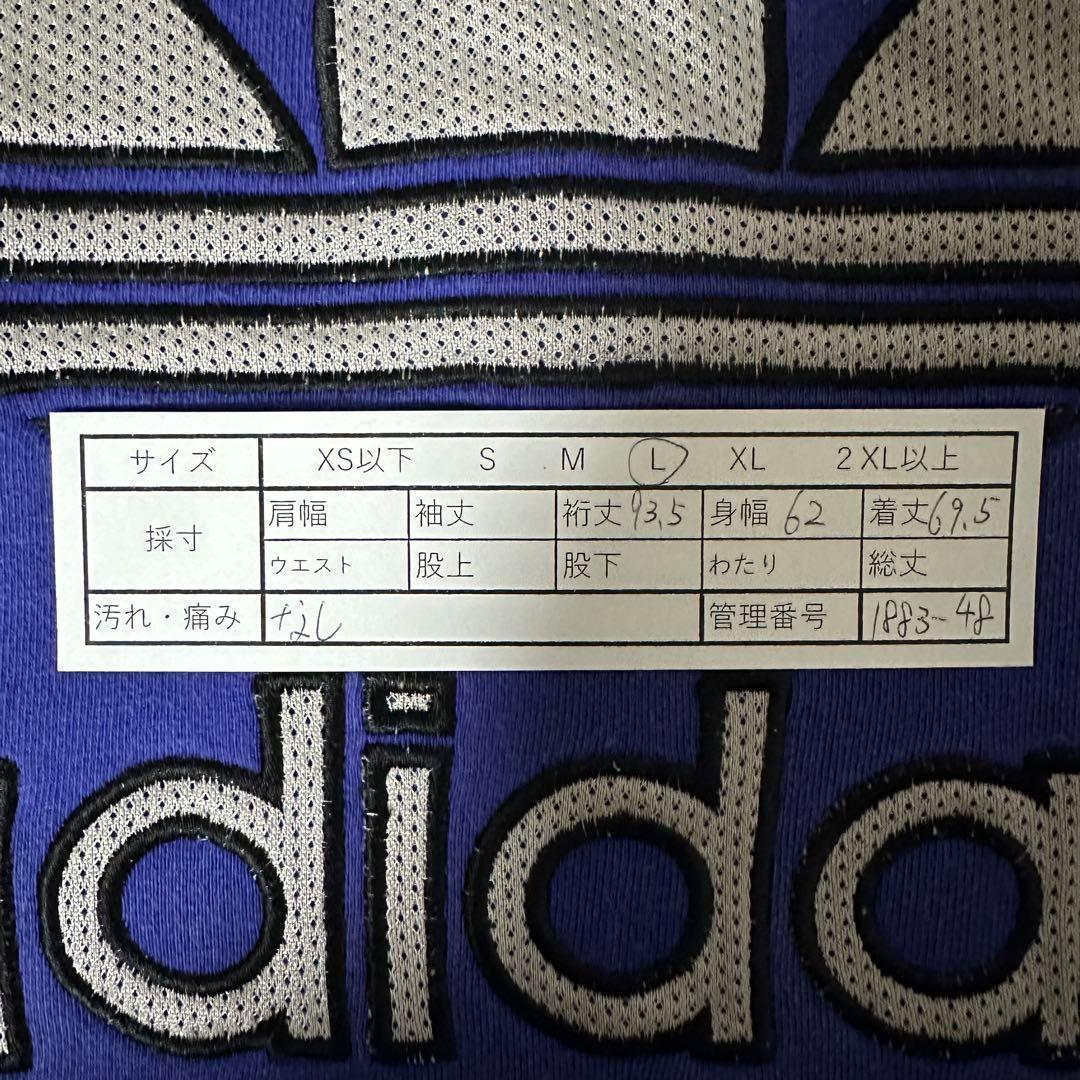 サイズ XS以下 S M L XL 2XL以上
採寸 肩幅 袖丈 裄丈 93.5 身幅 62 着丈 69.5
ウエスト 股上 股下 わたり 総丈
汚れ・痛み なし 管理番号 1883-48
adida